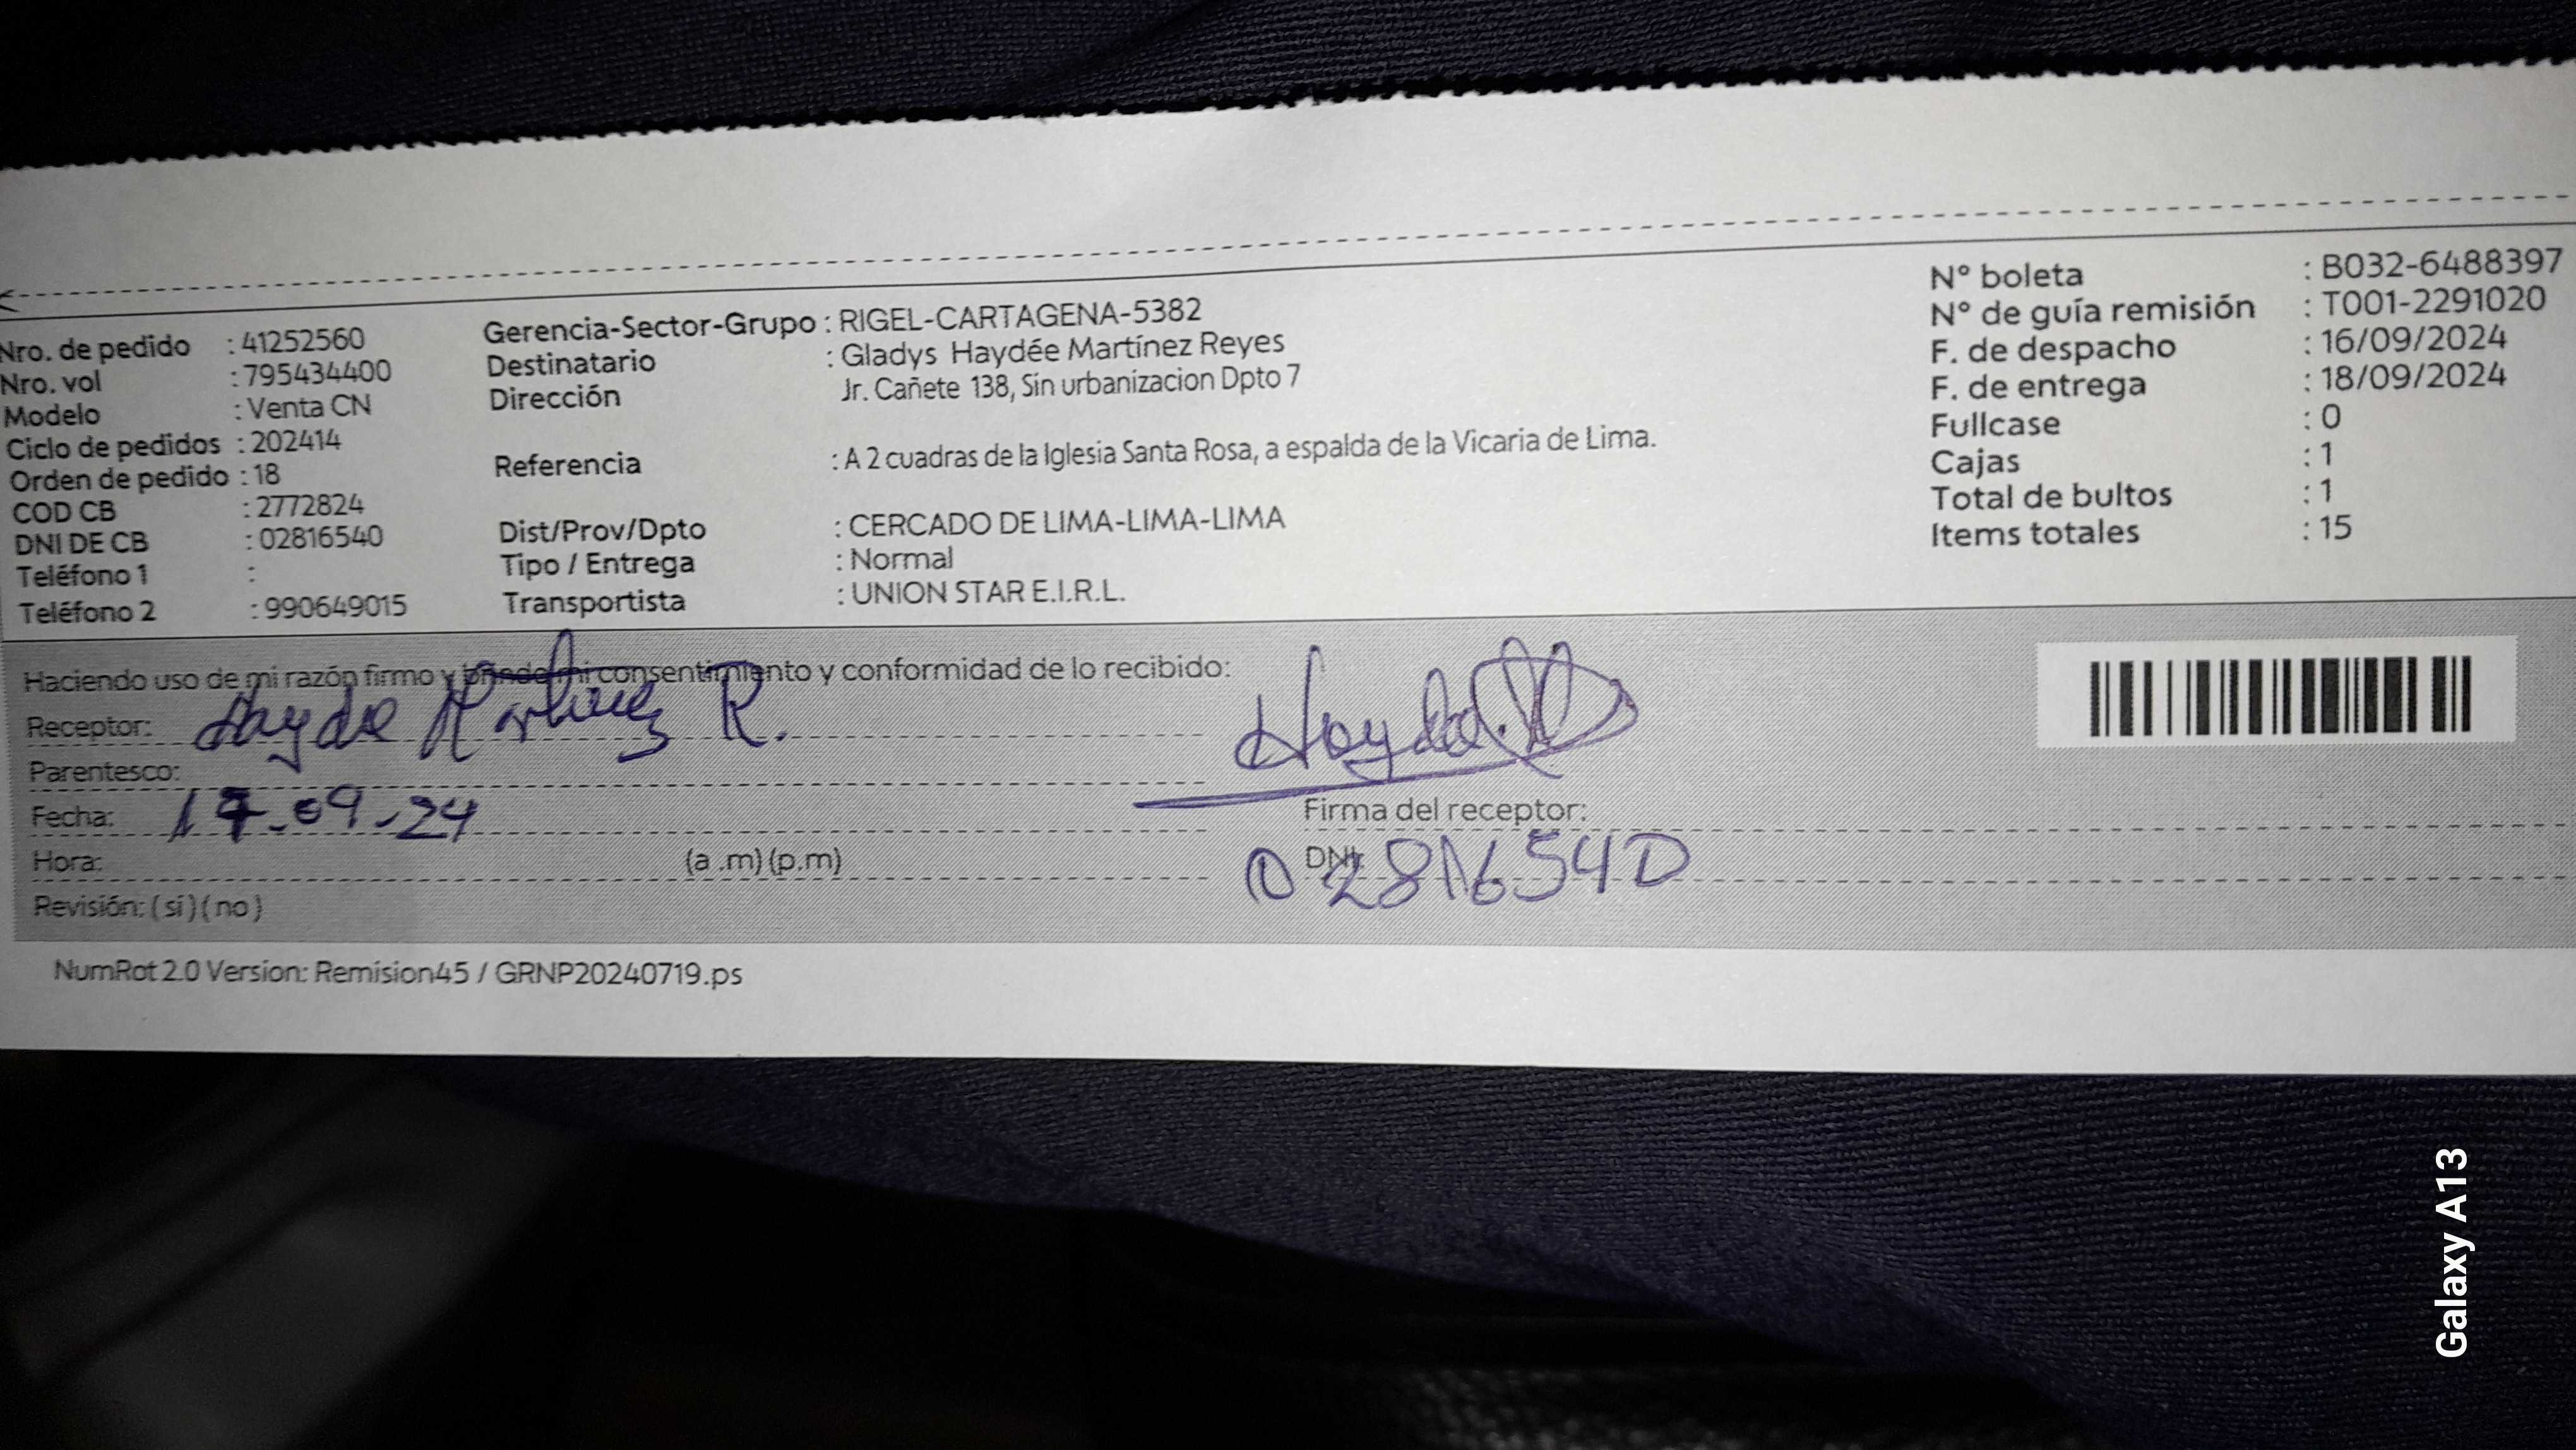 Nro. de pedido : 41252560
Nro. vol : 795434400
Modelo : Venta CN
Ciclo de pedidos : 202414
Orden de pedido : 18
COD CB : 2772824
DNI DE CB : 02816540
Teléfono 1 :
Teléfono 2 : 990649015
Gerencia-Sector-Grupo : RIGEL-CARTAGENA-5382
Destinatario : Gladys Haydée Martínez Reyes
Dirección Jr. Cañete 138, Sin urbanizacion Dpto 7
Referencia : A 2 cuadras de la Iglesia Santa Rosa, a espalda de la Vicaria de Lima.
Dist/Prov/Dpto : CERCADO DE LIMA-LIMA-LIMA
Tipo / Entrega : Normal
Transportista : UNION STAR E.I.R.L.
N° boleta : B032-6488397
N° de guía remisión : T001-2291020
F. de despacho : 16/09/2024
F. de entrega : 18/09/2024
Fullcase : 0
Cajas : 1
Total de bultos : 1
Items totales : 15
Haciendo uso de mi razón firmo y brindo mi consentimiento y conformidad de lo recibido:
Receptor: Haydee Martinez R.
Parentesco:
Fecha: 17-09-24
Hora: (a .m) (p.m)
Revisión: ( si ) ( no )
Firma del receptor:
DNI: 02816540
NumRot 2.0 Version: Remision45 / GRNP20240719.ps
Galaxy A13